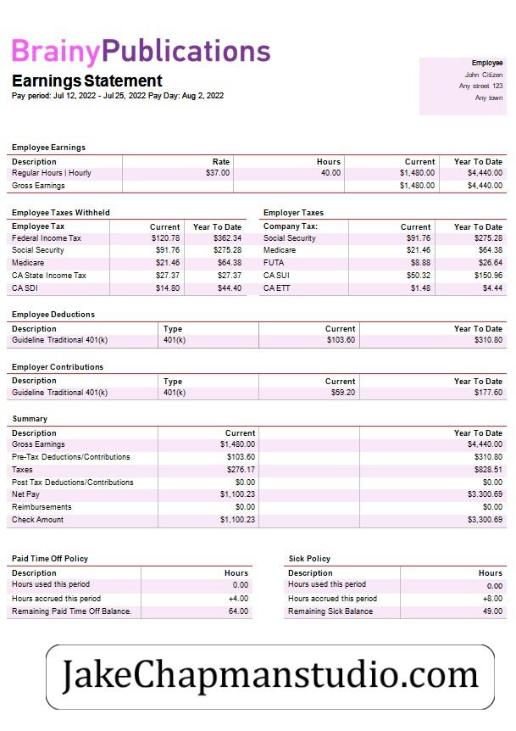 BrainyPublications
Earnings Statement
Pay period: Jul 12, 2022 - Jul 25, 2022 Pay Day: Aug 2, 2022
Employee
John Citizen
Any street 123
Any town
Employee Earnings
Description Rate Hours Current Year To Date
Regular Hours | Hourly $37.00 40.00 $1,480.00 $4,440.00
Gross Earnings $1,480.00 $4,440.00
Employee Taxes Withheld Employer Taxes
Employee Tax Current Year To Date Company Tax: Current Year To Date
Federal Income Tax $120.78 $362.34 Social Security $91.76 $275.28
Social Security $91.76 $275.28 Medicare $21.46 $64.38
Medicare $21.46 $64.38 FUTA $8.88 $26.64
CA State Income Tax $27.37 $27.37 CA SUI $50.32 $150.96
CA SDI $14.80 $44.40 CA ETT $1.48 $4.44
Employee Deductions
Description Type Current Year To Date
Guideline Traditional 401(k) 401(k) $103.60 $310.80
Employer Contributions
Description Type Current Year To Date
Guideline Traditional 401(k) 401(k) $59.20 $177.60
Summary
Description Current Year To Date
Gross Earnings $1,480.00 $4,440.00
Pre-Tax Deductions/Contributions $103.60 $310.80
Taxes $276.17 $828.51
Post Tax Deductions/Contributions $0.00 $0.00
Net Pay $1,100.23 $3,300.69
Reimbursements $0.00 $0.00
Check Amount $1,100.23 $3,300.69
Paid Time Off Policy Sick Policy
Description Hours Description Hours
Hours used this period 0.00 Hours used this period 0.00
Hours accrued this period +4.00 Hours accrued this period +8.00
Remaining Paid Time Off Balance. 64.00 Remaining Sick Balance 49.00
JakeChapmanstudio.com